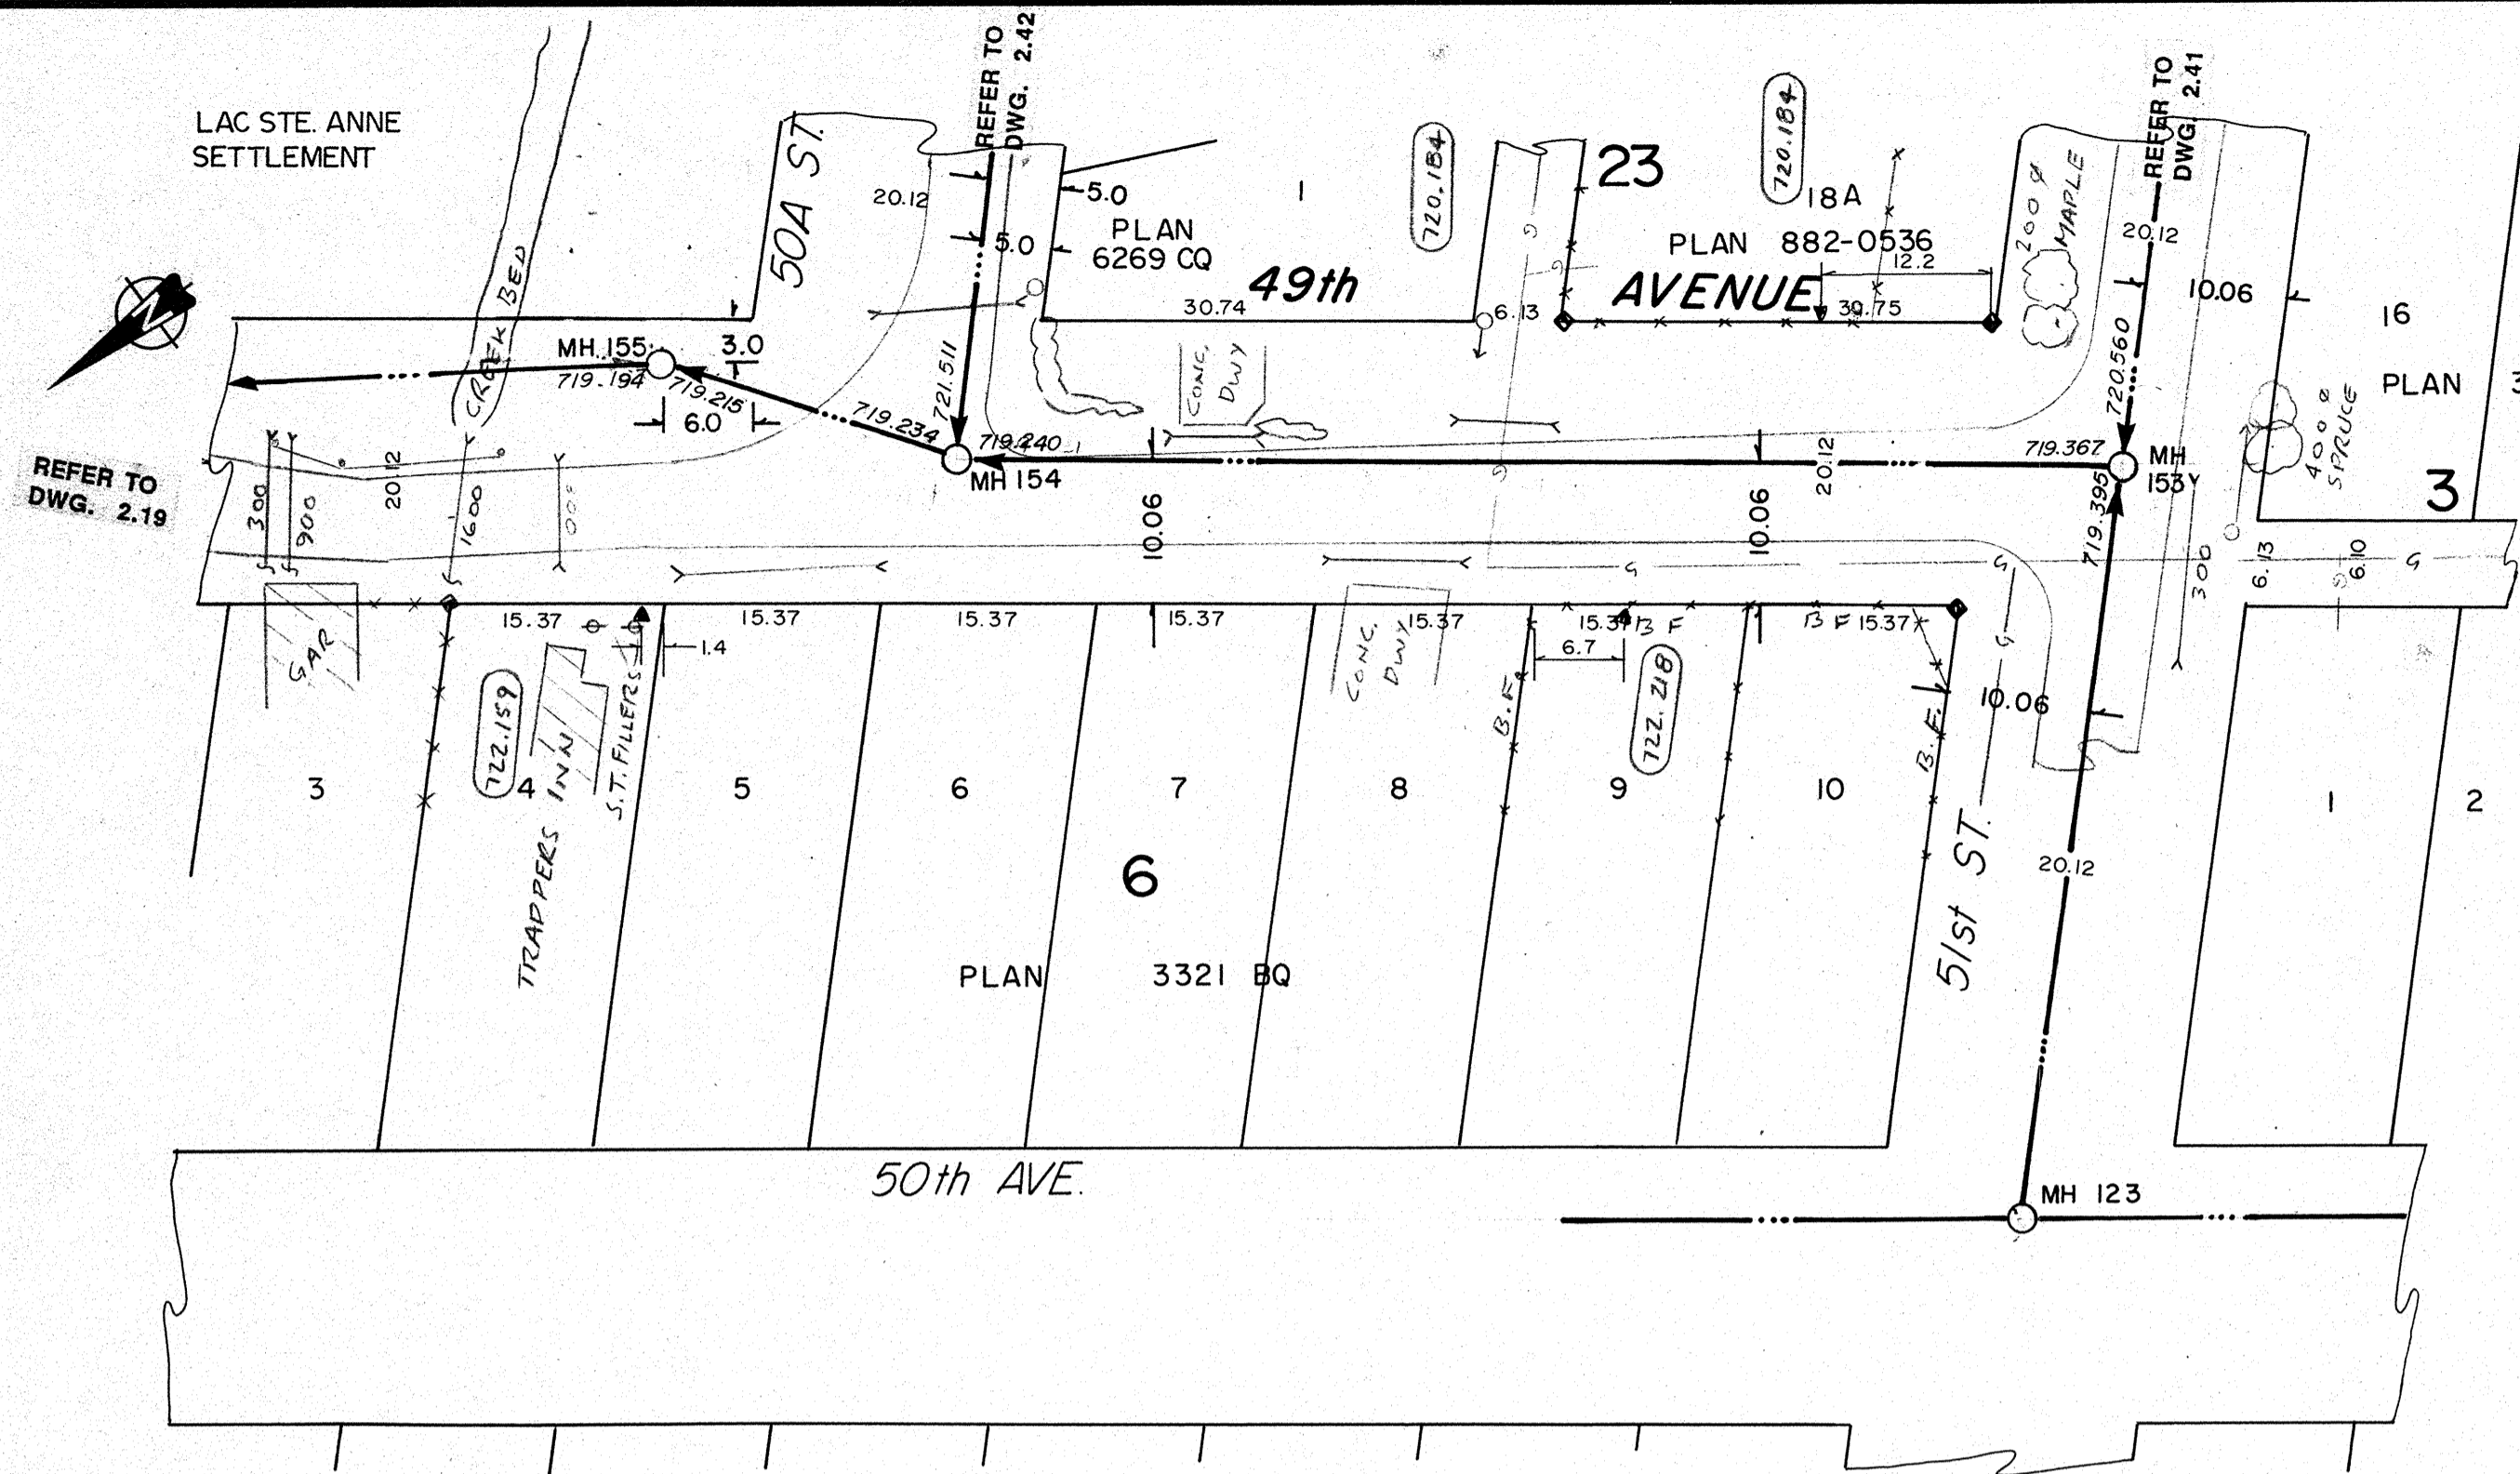 LAC STE. ANNE
SETTLEMENT
CREEK BED
50A ST.
20.12
REFER TO
DWG. 2.42
5.0
5.0
PLAN
6269 CQ
1
30.74
49th
AVENUE
720.184
6.13
23
720.184
18A
PLAN 882-0536
12.2
30.75
200 Ø
MAPLE
REFER TO
DWG. 2.41
20.12
10.06
16
PLAN 3
3
400 Ø
SPRUCE
MH. 155
719.194
719.215
3.0
6.0
719.234
721.511
719.240
MH 154
CONC.
DWY
20.12
719.367
720.560
MH
153
719.395
REFER TO
DWG. 2.19
300
900
20.12
1600
10.06
10.06
G
G
G
G
300
6.13
6.10
GAR
15.37
15.37
15.37
15.37
15.37
15.37
B F
B F
15.37
1.4
6.7
CONC.
DWY
B.F.
B.F.
722.159
722.218
TRAPPERS INN
S.T. FILLERS
10.06
3
4
5
6
7
8
9
10
1
2
6
51st ST.
20.12
PLAN 3321 BQ
50th AVE.
MH 123